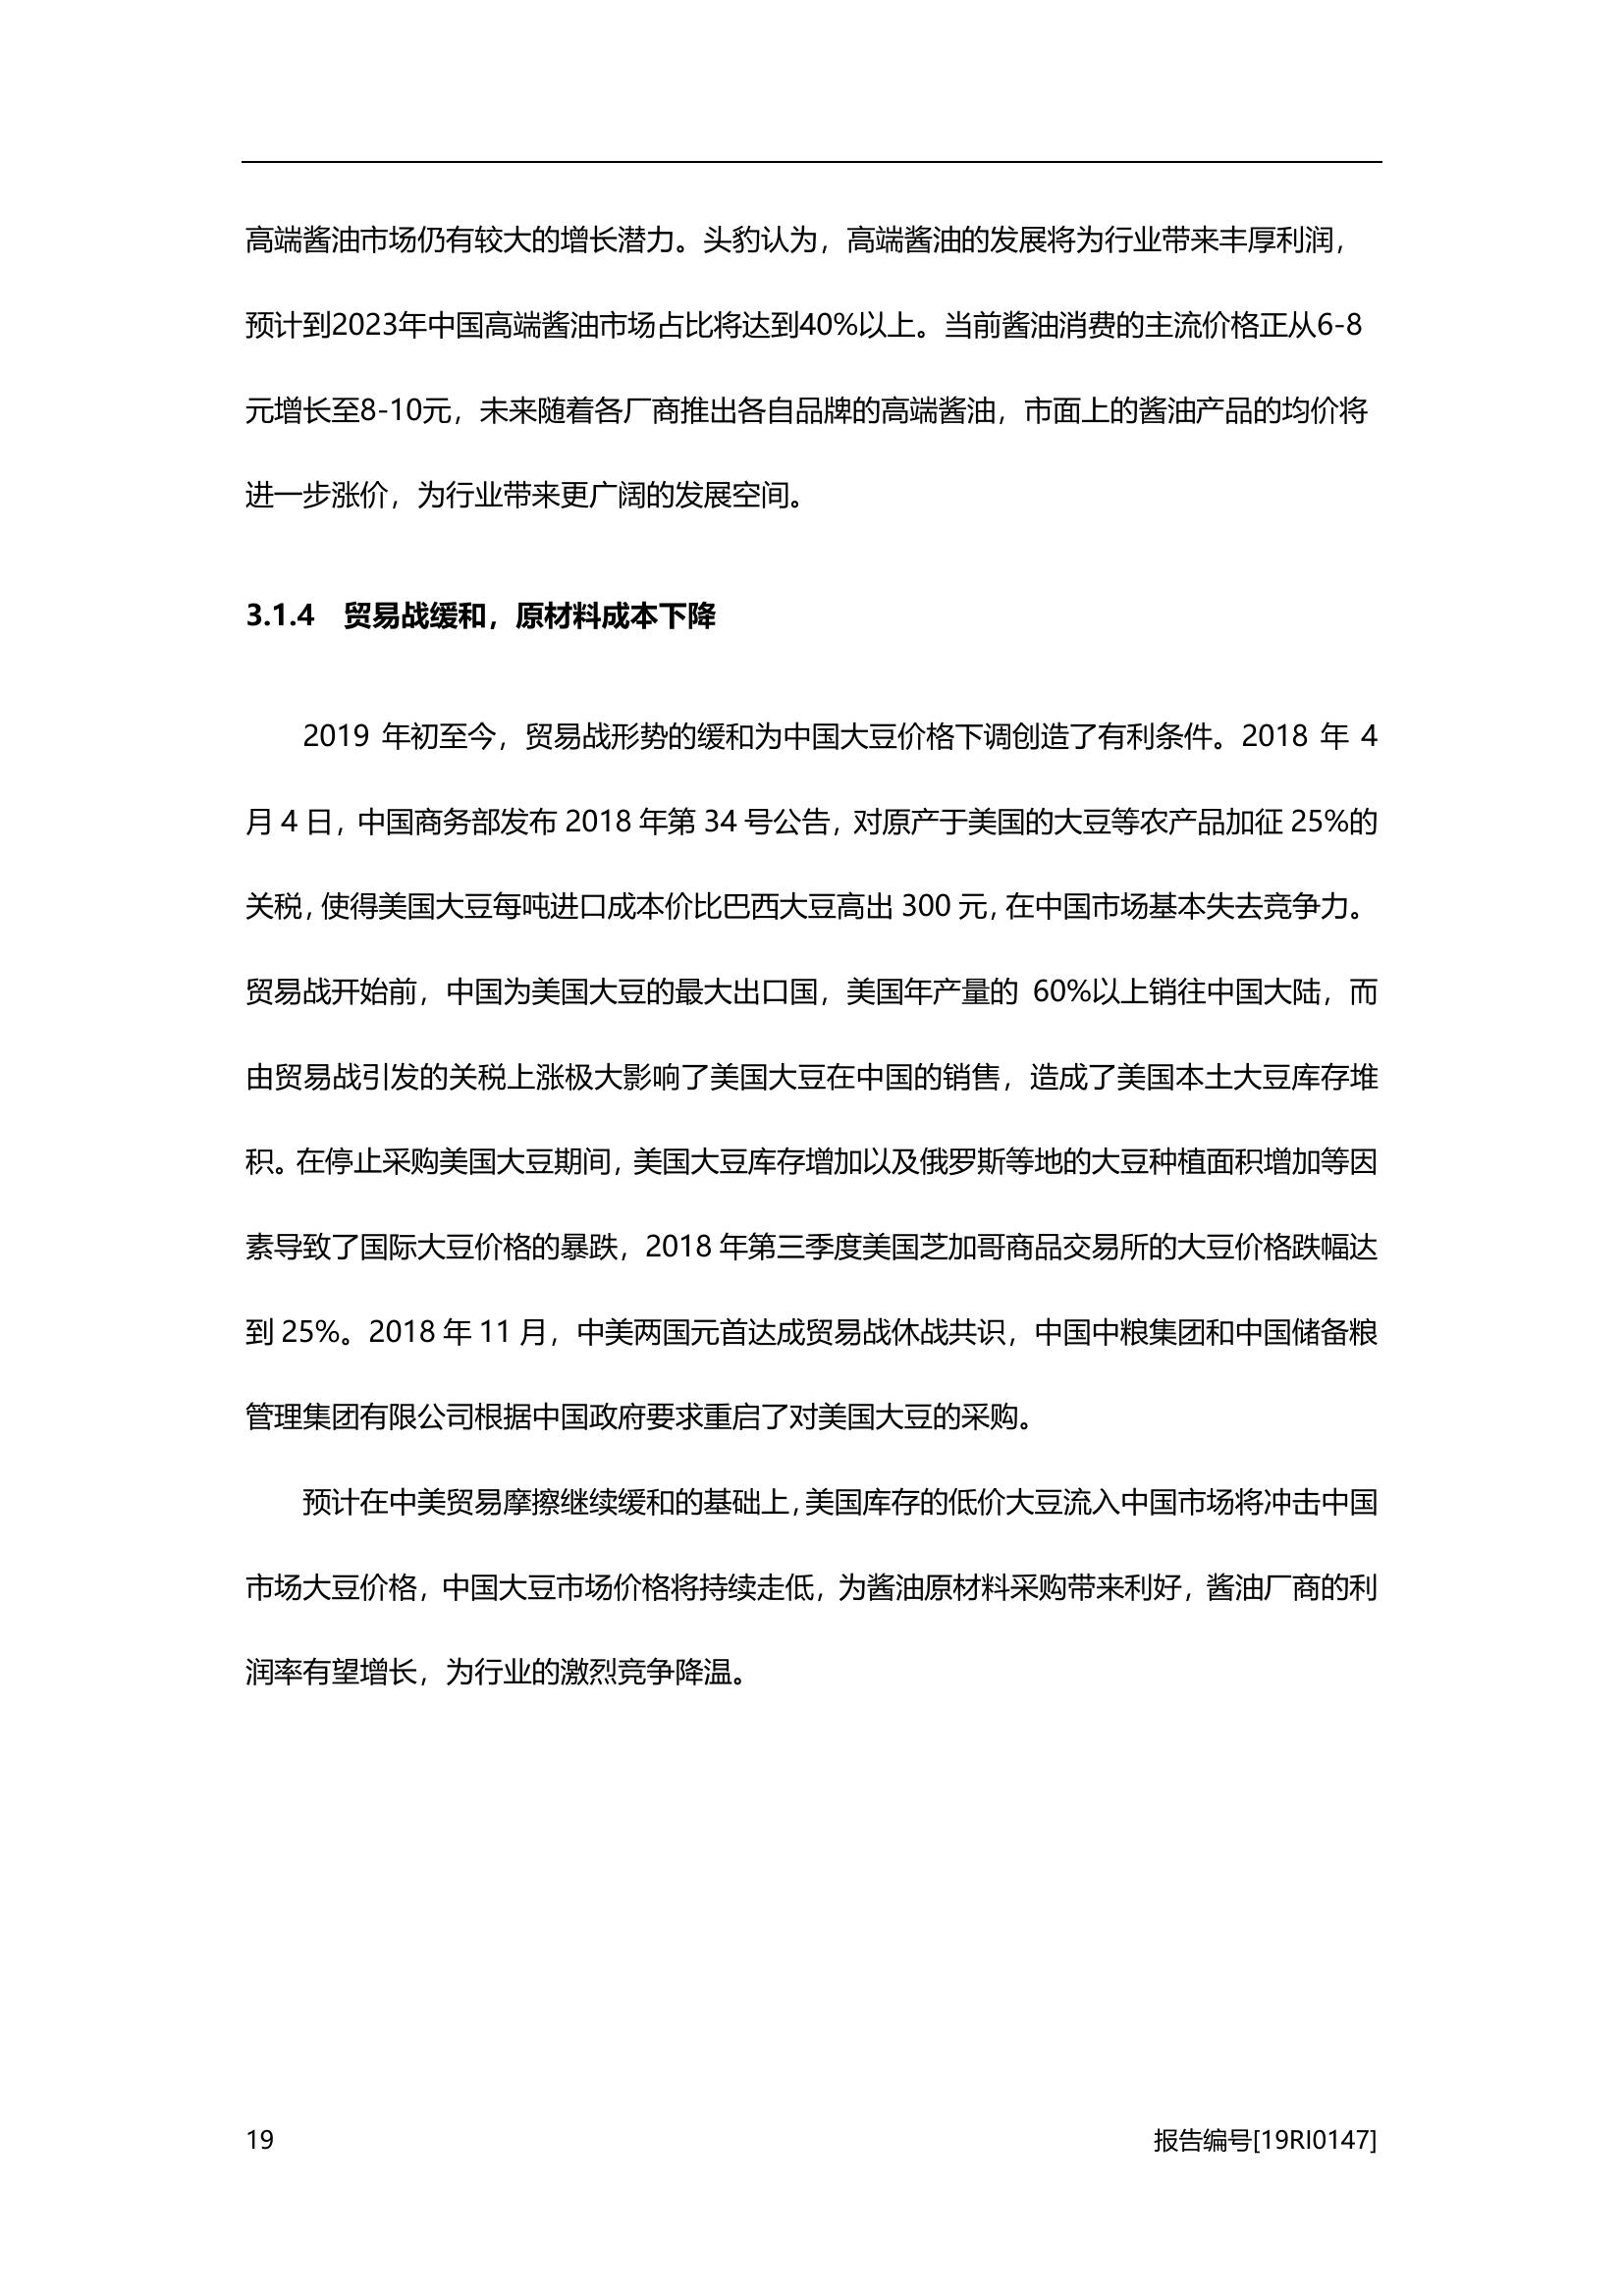 高端酱油市场仍有较大的增长潜力。头豹认为，高端酱油的发展将为行业带来丰厚利润，
预计到2023年中国高端酱油市场占比将达到40%以上。当前酱油消费的主流价格正从6-8
元增长至8-10元，未来随着各厂商推出各自品牌的高端酱油，市面上的酱油产品的均价将
进一步涨价，为行业带来更广阔的发展空间。
3.1.4 贸易战缓和，原材料成本下降
2019 年初至今，贸易战形势的缓和为中国大豆价格下调创造了有利条件。2018 年 4
月 4 日，中国商务部发布 2018 年第 34 号公告，对原产于美国的大豆等农产品加征 25%的
关税，使得美国大豆每吨进口成本价比巴西大豆高出 300 元，在中国市场基本失去竞争力。
贸易战开始前，中国为美国大豆的最大出口国，美国年产量的 60%以上销往中国大陆，而
由贸易战引发的关税上涨极大影响了美国大豆在中国的销售，造成了美国本土大豆库存堆
积。在停止采购美国大豆期间，美国大豆库存增加以及俄罗斯等地的大豆种植面积增加等因
素导致了国际大豆价格的暴跌，2018 年第三季度美国芝加哥商品交易所的大豆价格跌幅达
到 25%。2018 年 11 月，中美两国元首达成贸易战休战共识，中国中粮集团和中国储备粮
管理集团有限公司根据中国政府要求重启了对美国大豆的采购。
预计在中美贸易摩擦继续缓和的基础上，美国库存的低价大豆流入中国市场将冲击中国
市场大豆价格，中国大豆市场价格将持续走低，为酱油原材料采购带来利好，酱油厂商的利
润率有望增长，为行业的激烈竞争降温。
19 报告编号[19RI0147]